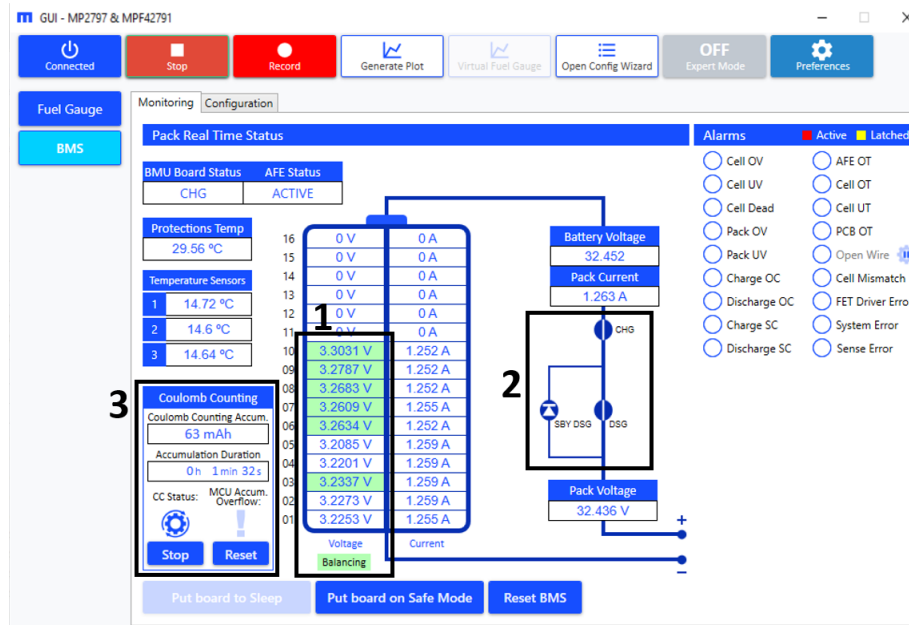 GUI - MP2797 & MPF42791
Connected
Stop
Record
Generate Plot
Virtual Fuel Gauge
Open Config Wizard
OFF
Expert Mode
Preferences
Fuel Gauge
BMS
Monitoring Configuration
Pack Real Time Status
BMU Board Status AFE Status
CHG ACTIVE
Protections Temp
29.56 ºC
Temperature Sensors
1 14.72 ºC
2 14.6 ºC
3 14.64 ºC
3
Coulomb Counting
Coulomb Counting Accum.
63 mAh
Accumulation Duration
0 h 1 min 32 s
CC Status: MCU Accum.
Overflow:
Stop Reset
1
16 0 V 0 A
15 0 V 0 A
14 0 V 0 A
13 0 V 0 A
12 0 V 0 A
11 0 V 0 A
10 3.3031 V 1.252 A
09 3.2787 V 1.252 A
08 3.2683 V 1.252 A
07 3.2609 V 1.255 A
06 3.2634 V 1.252 A
05 3.2085 V 1.259 A
04 3.2201 V 1.259 A
03 3.2337 V 1.259 A
02 3.2273 V 1.259 A
01 3.2253 V 1.255 A
Voltage Current
Balancing
Battery Voltage
32.452
Pack Current
1.263 A
2
CHG
SBY DSG DSG
Pack Voltage
32.436 V
+
−
Put board to Sleep
Put board on Safe Mode
Reset BMS
Alarms Active Latched
Cell OV AFE OT
Cell UV Cell OT
Cell Dead Cell UT
Pack OV PCB OT
Pack UV Open Wire
Charge OC Cell Mismatch
Discharge OC FET Driver Erro
Charge SC System Error
Discharge SC Sense Error